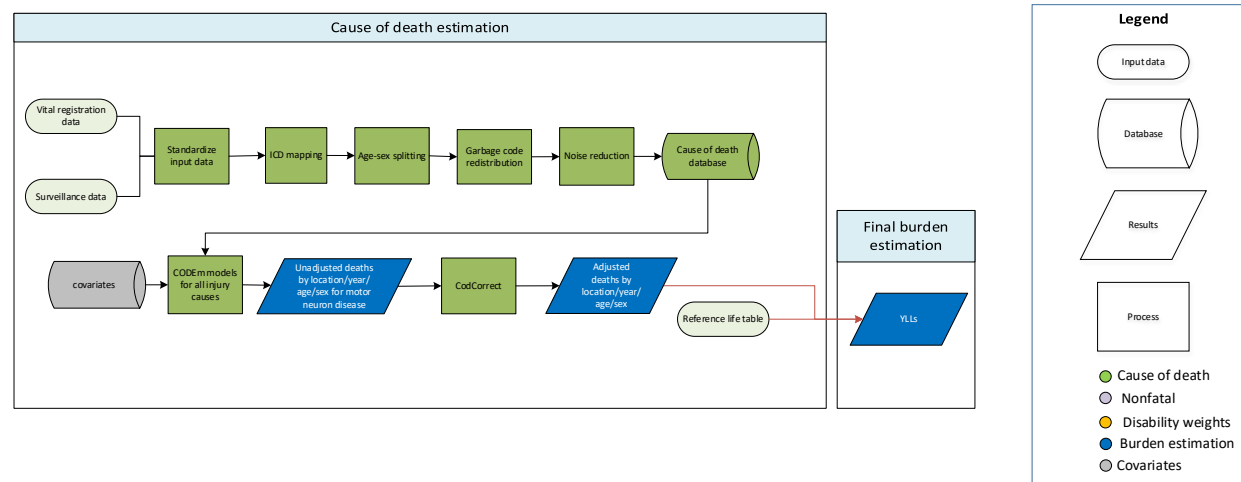 Cause of death estimation
Vital registration
data
Surveillance data
Standardize
input data
ICD mapping
Age-sex splitting
Garbage code
redistribution
Noise reduction
Cause of death
database
covariates
CODEm models
for all injury
causes
Unadjusted deaths
by location/year/
age/sex for motor
neuron disease
CodCorrect
Adjusted
deaths by
location/year/
age/sex
Reference life table
Final burden
estimation
YLLs
Legend
Input data
Database
Results
Process
Cause of death
Nonfatal
Disability weights
Burden estimation
Covariates